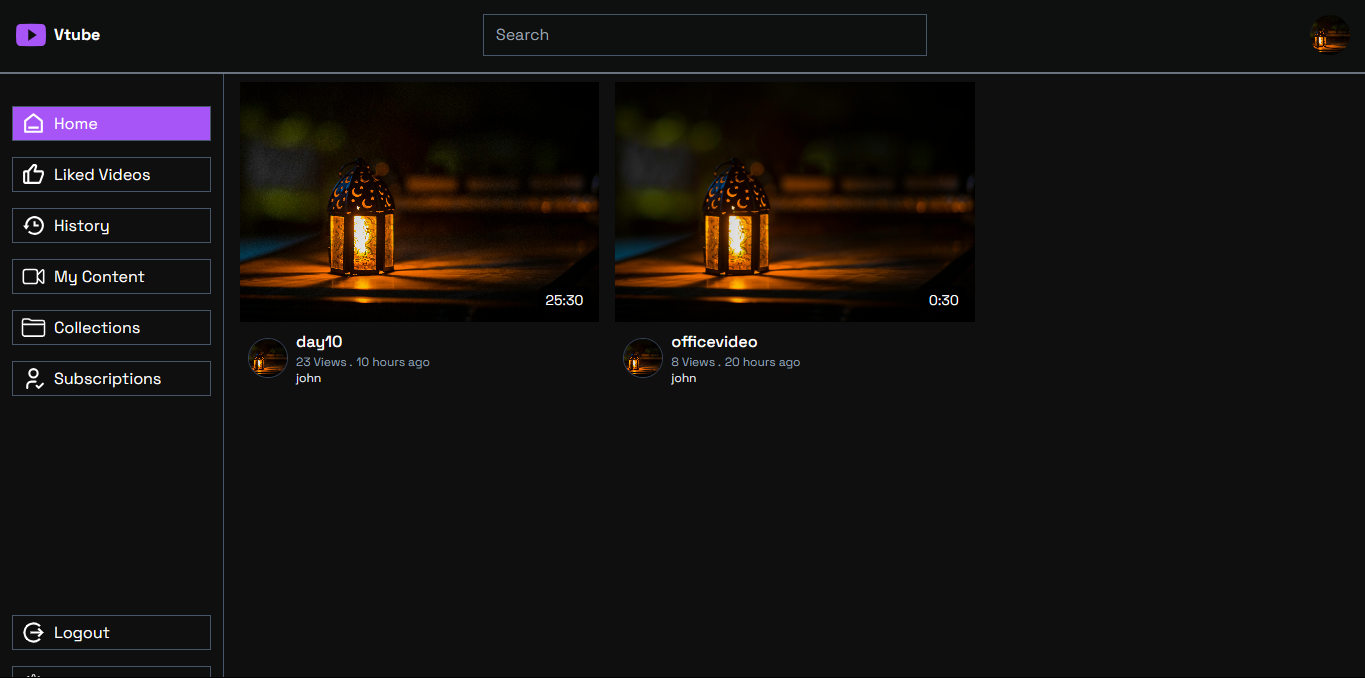 Vtube
Search
Home
Liked Videos
History
My Content
Collections
Subscriptions
Logout
25:30
day10
23 Views . 10 hours ago
john
0:30
officevideo
8 Views . 20 hours ago
john